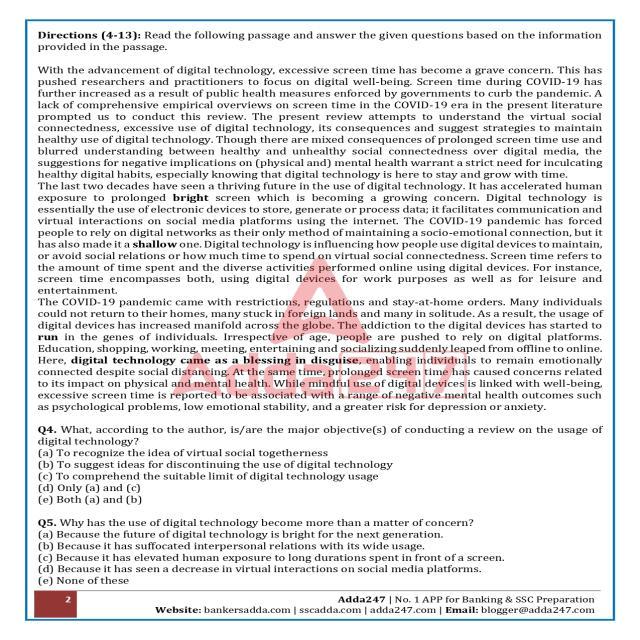 Directions (4-13): Read the following passage and answer the given questions based on the information
provided in the passage.
With the advancement of digital technology, excessive screen time has become a grave concern. This has
pushed researchers and practitioners to focus on digital well-being. Screen time during COVID-19 has
further increased as a result of public health measures enforced by governments to curb the pandemic. A
lack of comprehensive empirical overviews on screen time in the COVID-19 era in the present literature
prompted us to conduct this review. The present review attempts to understand the virtual social
connectedness, excessive use of digital technology, its consequences and suggest strategies to maintain
healthy use of digital technology. Though there are mixed consequences of prolonged screen time use and
blurred understanding between healthy and unhealthy social connectedness over digital media, the
suggestions for negative implications on (physical and) mental health warrant a strict need for inculcating
healthy digital habits, especially knowing that digital technology is here to stay and grow with time.
The last two decades have seen a thriving future in the use of digital technology. It has accelerated human
exposure to prolonged bright screen which is becoming a growing concern. Digital technology is
essentially the use of electronic devices to store, generate or process data; it facilitates communication and
virtual interactions on social media platforms using the internet. The COVID-19 pandemic has forced
people to rely on digital networks as their only method of maintaining a socio-emotional connection, but it
has also made it a shallow one. Digital technology is influencing how people use digital devices to maintain,
or avoid social relations or how much time to spend on virtual social connectedness. Screen time refers to
the amount of time spent and the diverse activities performed online using digital devices. For instance,
screen time encompasses both, using digital devices for work purposes as well as for leisure and
entertainment.
The COVID-19 pandemic came with restrictions, regulations and stay-at-home orders. Many individuals
could not return to their homes, many stuck in foreign lands and many in solitude. As a result, the usage of
digital devices has increased manifold across the globe. The addiction to the digital devices has started to
run in the genes of individuals. Irrespective of age, people are pushed to rely on digital platforms.
Education, shopping, working, meeting, entertaining and socializing suddenly leaped from offline to online.
Here, digital technology came as a blessing in disguise, enabling individuals to remain emotionally
connected despite social distancing. At the same time, prolonged usage has caused concerns related
to its impact on physical and mental health. While mindful use of digital devices is linked with well-being,
excessive screen time is reported to be associated with a range of negative mental health outcomes such
as psychological problems, low emotional stability, and a greater risk for depression or anxiety.
Q4. What, according to the author, is/are the major objective(s) of conducting a review on the usage of
digital technology?
(a) To recognize the idea of virtual social togetherness
(b) To suggest ideas for discontinuing the use of digital technology
(c) To comprehend the suitable limit of digital technology usage
(d) Only (a) and (c)
(e) Both (a) and (b)
Q5. Why has the use of digital technology become more than a matter of concern?
(a) Because the future of digital technology is bright for the next generation.
(b) Because it has suffocated interpersonal relations with its wide usage.
(c) Because it has elevated human exposure to long durations spent in front of a screen.
(d) Because it has seen a decrease in virtual interactions on social media platforms.
(e) None of these
2
Adda247 | No. 1 APP for Banking & SSC Preparation
Website: bankersadda.com | sscadda.com | adda247.com | Email: blogger@adda247.com
Adda247